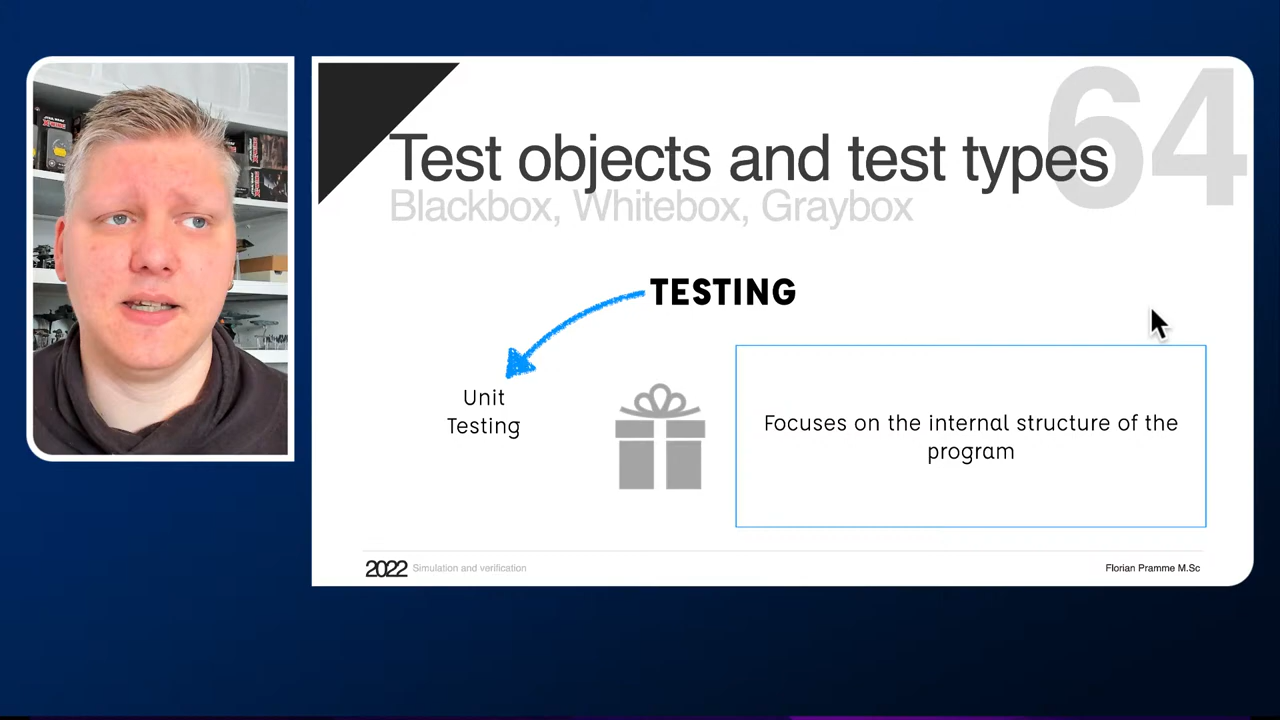 64
Test objects and test types
Blackbox, Whitebox, Graybox
TESTING
Unit
Testing
Focuses on the internal structure of the
program
2022 Simulation and verification
Florian Pramme M.Sc